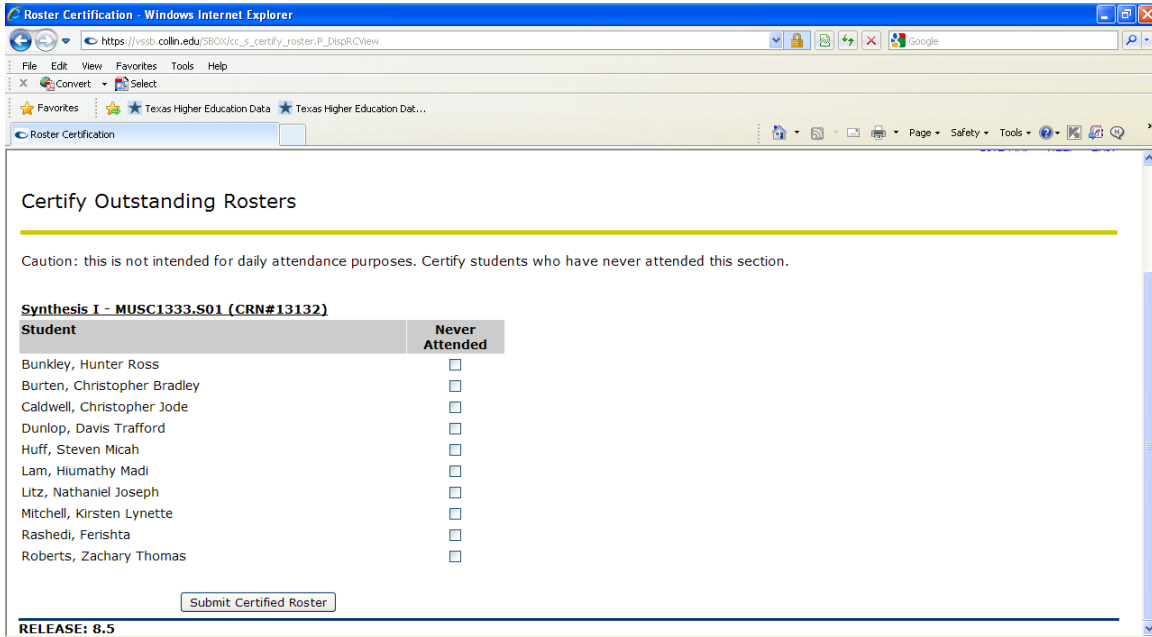 Roster Certification - Windows Internet Explorer
https://vssb.collin.edu/SBOX/cc_s_certify_roster.P_DispRCView
Google
File Edit View Favorites Tools Help
X Convert Select
Favorites Texas Higher Education Data Texas Higher Education Dat...
Roster Certification
Page Safety Tools
Certify Outstanding Rosters
Caution: this is not intended for daily attendance purposes. Certify students who have never attended this section.
Synthesis I - MUSC1333.S01 (CRN#13132)
Student Never Attended
Bunkley, Hunter Ross
Burten, Christopher Bradley
Caldwell, Christopher Jode
Dunlop, Davis Trafford
Huff, Steven Micah
Lam, Hiumathy Madi
Litz, Nathaniel Joseph
Mitchell, Kirsten Lynette
Rashedi, Ferishta
Roberts, Zachary Thomas
Submit Certified Roster
RELEASE: 8.5